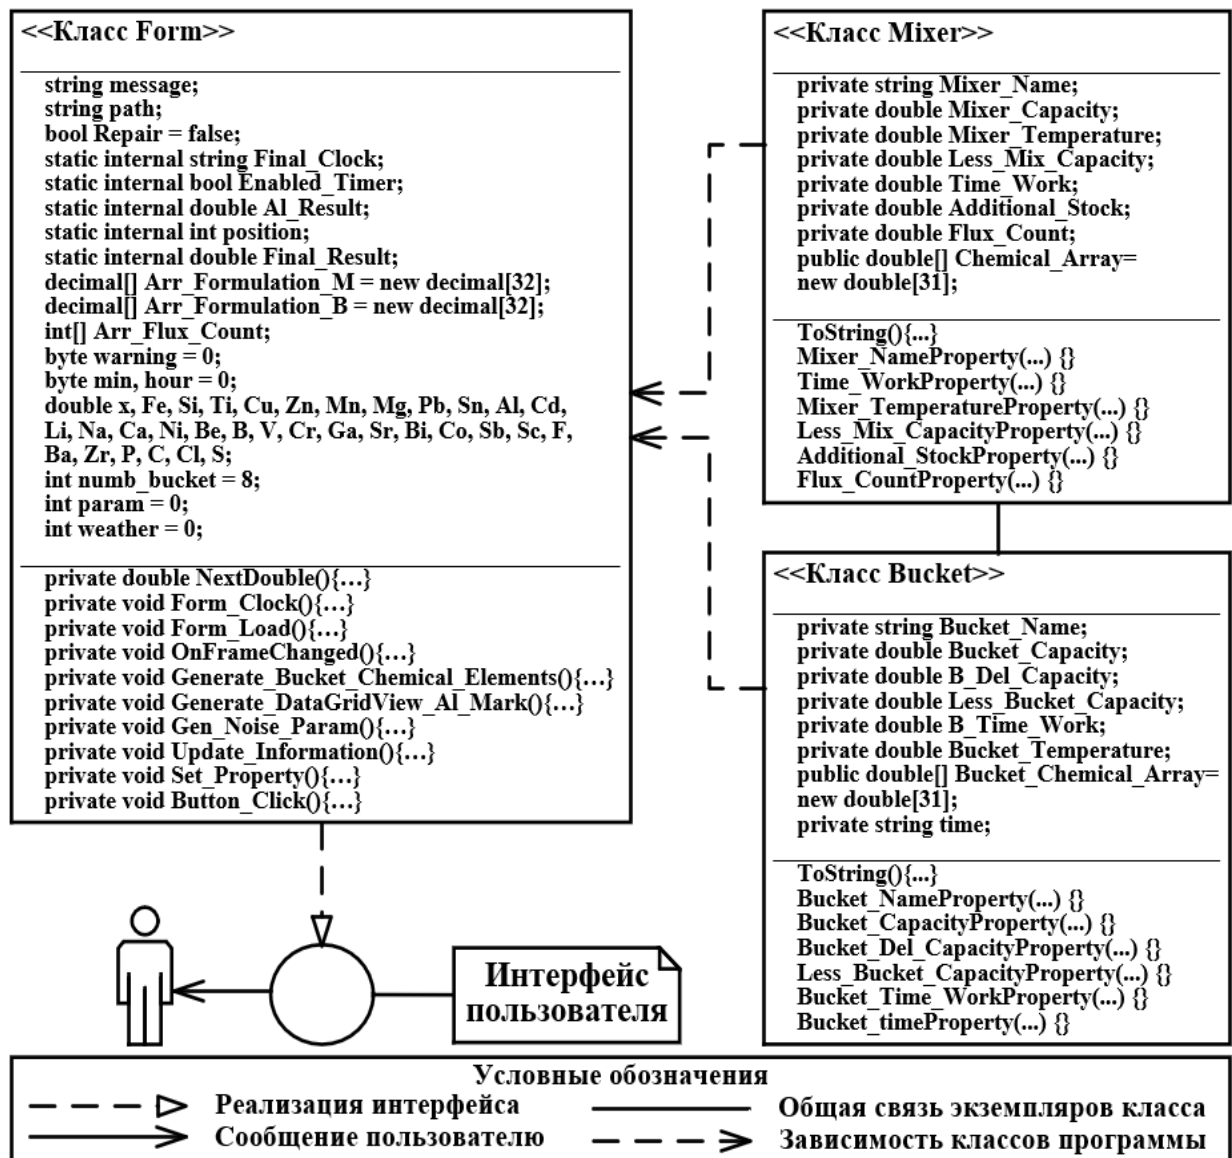 <<Класс Form>>
string message;
string path;
bool Repair = false;
static internal string Final_Clock;
static internal bool Enabled_Timer;
static internal double Al_Result;
static internal int position;
static internal double Final_Result;
decimal[] Arr_Formulation_M = new decimal[32];
decimal[] Arr_Formulation_B = new decimal[32];
int[] Arr_Flux_Count;
byte warning = 0;
byte min, hour = 0;
double x, Fe, Si, Ti, Cu, Zn, Mn, Mg, Pb, Sn, Al, Cd,
Li, Na, Ca, Ni, Be, B, V, Cr, Ga, Sr, Bi, Co, Sb, Sc, F,
Ba, Zr, P, C, Cl, S;
int numb_bucket = 8;
int param = 0;
int weather = 0;
private double NextDouble(){...}
private void Form_Clock(){...}
private void Form_Load(){...}
private void OnFrameChanged(){...}
private void Generate_Bucket_Chemical_Elements(){...}
private void Generate_DataGridView_Al_Mark(){...}
private void Gen_Noise_Param(){...}
private void Update_Information(){...}
private void Set_Property(){...}
private void Button_Click(){...}
<<Класс Mixer>>
private string Mixer_Name;
private double Mixer_Capacity;
private double Mixer_Temperature;
private double Less_Mix_Capacity;
private double Time_Work;
private double Additional_Stock;
private double Flux_Count;
public double[] Chemical_Array=
new double[31];
ToString(){...}
Mixer_NameProperty(...) {}
Time_WorkProperty(...) {}
Mixer_TemperatureProperty(...) {}
Less_Mix_CapacityProperty(...) {}
Additional_StockProperty(...) {}
Flux_CountProperty(...) {}
<<Класс Bucket>>
private string Bucket_Name;
private double Bucket_Capacity;
private double B_Del_Capacity;
private double Less_Bucket_Capacity;
private double B_Time_Work;
private double Bucket_Temperature;
public double[] Bucket_Chemical_Array=
new double[31];
private string time;
ToString(){...}
Bucket_NameProperty(...) {}
Bucket_CapacityProperty(...) {}
Bucket_Del_CapacityProperty(...) {}
Less_Bucket_CapacityProperty(...) {}
Bucket_Time_WorkProperty(...) {}
Bucket_timeProperty(...) {}
Интерфейс
пользователя
Условные обозначения
Реализация интерфейса
Общая связь экземпляров класса
Сообщение пользователю
Зависимость классов программы